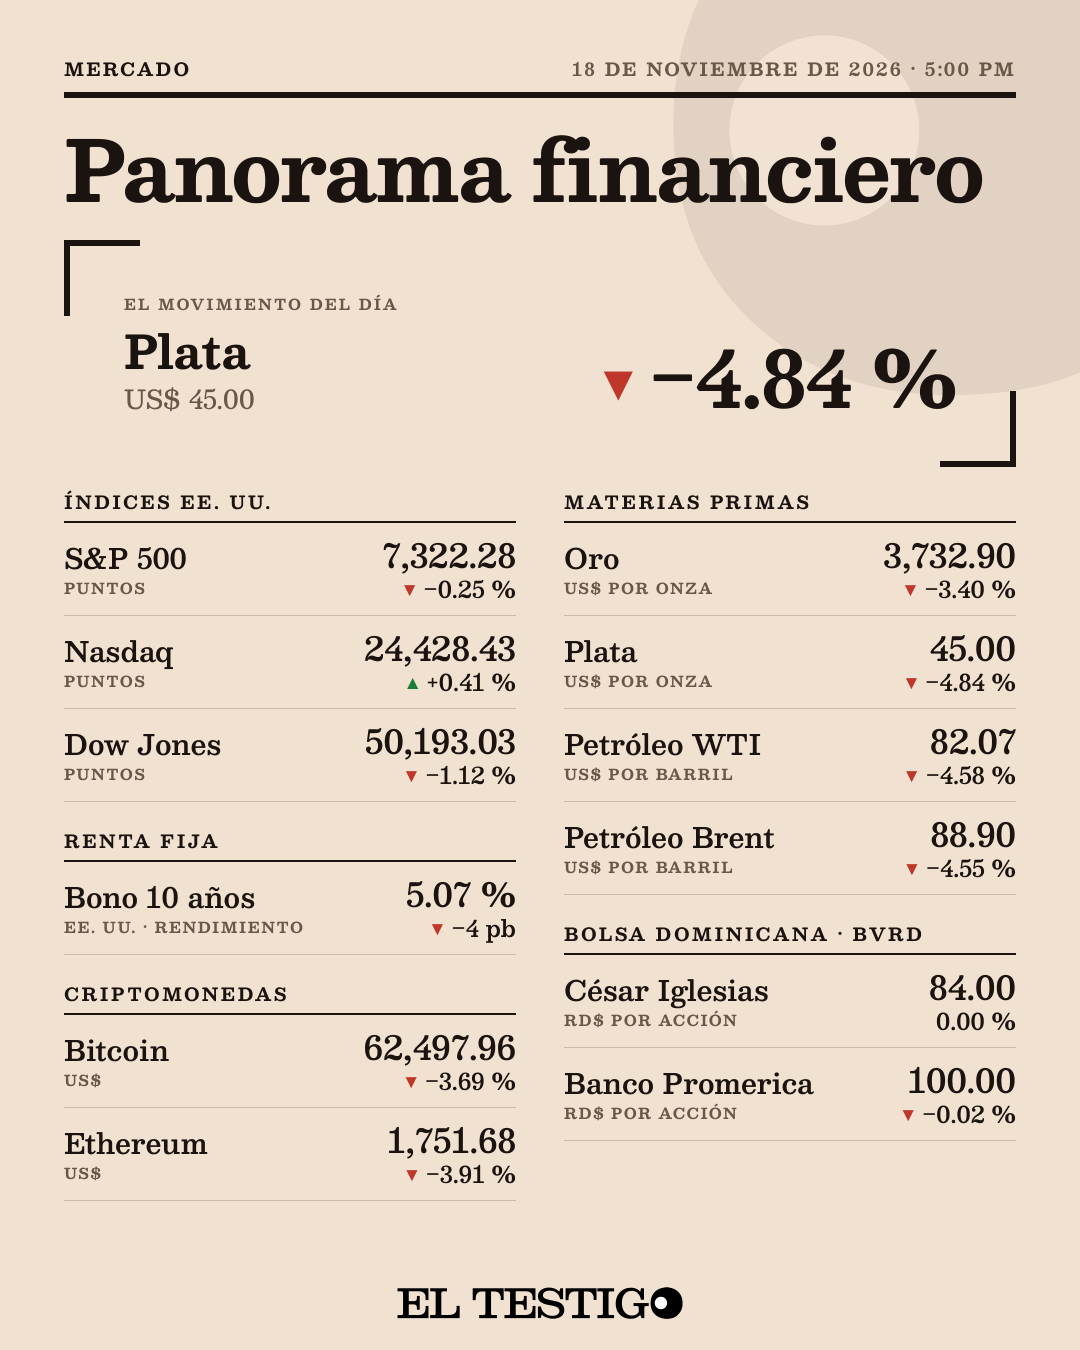 MERCADO
18 DE NOVIEMBRE DE 2026 · 5:00 PM
Panorama financiero
EL MOVIMIENTO DEL DÍA
Plata
US$ 45.00
▼ −4.84 %
ÍNDICES EE. UU.
S&P 500 7,322.28
PUNTOS ▼ −0.25 %
Nasdaq 24,428.43
PUNTOS ▲ +0.41 %
Dow Jones 50,193.03
PUNTOS ▼ −1.12 %
RENTA FIJA
Bono 10 años 5.07 %
EE. UU. · RENDIMIENTO ▼ −4 pb
CRIPTOMONEDAS
Bitcoin 62,497.96
US$ ▼ −3.69 %
Ethereum 1,751.68
US$ ▼ −3.91 %
MATERIAS PRIMAS
Oro 3,732.90
US$ POR ONZA ▼ −3.40 %
Plata 45.00
US$ POR ONZA ▼ −4.84 %
Petróleo WTI 82.07
US$ POR BARRIL ▼ −4.58 %
Petróleo Brent 88.90
US$ POR BARRIL ▼ −4.55 %
BOLSA DOMINICANA · BVRD
César Iglesias 84.00
RD$ POR ACCIÓN 0.00 %
Banco Promerica 100.00
RD$ POR ACCIÓN ▼ −0.02 %
EL TESTIGO